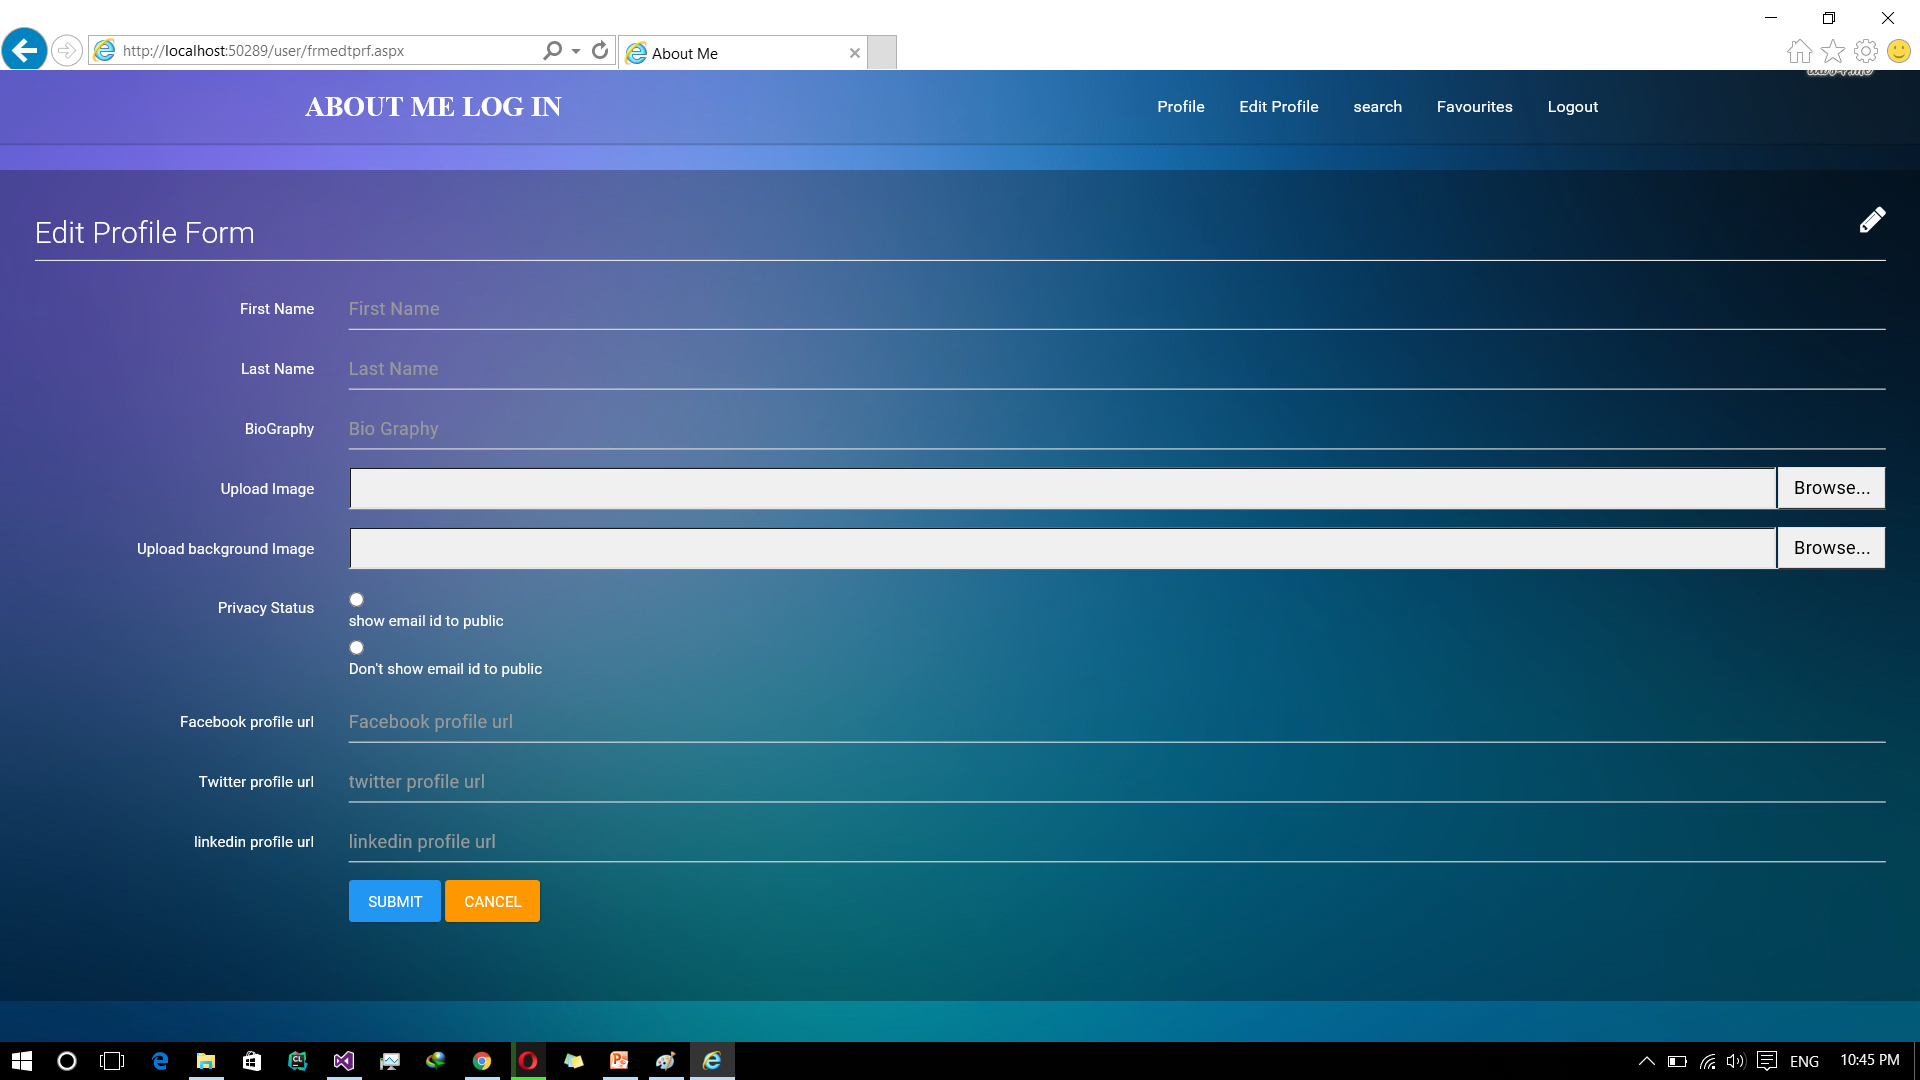 http://localhost:50289/user/frmedtprf.aspx
About Me
ABOUT ME LOG IN
Profile Edit Profile search Favourites Logout
Edit Profile Form
First Name First Name
Last Name Last Name
BioGraphy Bio Graphy
Upload Image Browse...
Upload background Image Browse...
Privacy Status
show email id to public
Don't show email id to public
Facebook profile url Facebook profile url
Twitter profile url twitter profile url
linkedin profile url linkedin profile url
SUBMIT CANCEL
ENG 10:45 PM